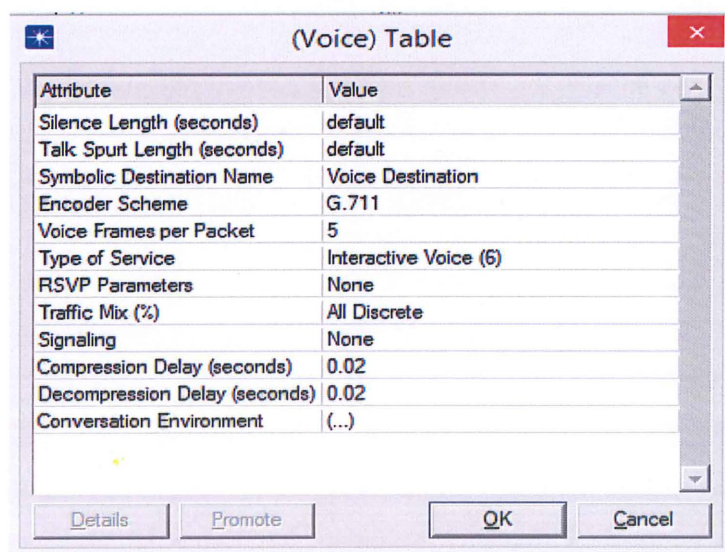 (Voice) Table
Attribute Value
Silence Length (seconds) default
Talk Spurt Length (seconds) default
Symbolic Destination Name Voice Destination
Encoder Scheme G.711
Voice Frames per Packet 5
Type of Service Interactive Voice (6)
RSVP Parameters None
Traffic Mix (%) All Discrete
Signaling None
Compression Delay (seconds) 0.02
Decompression Delay (seconds) 0.02
Conversation Environment (...)
Details Promote OK Cancel